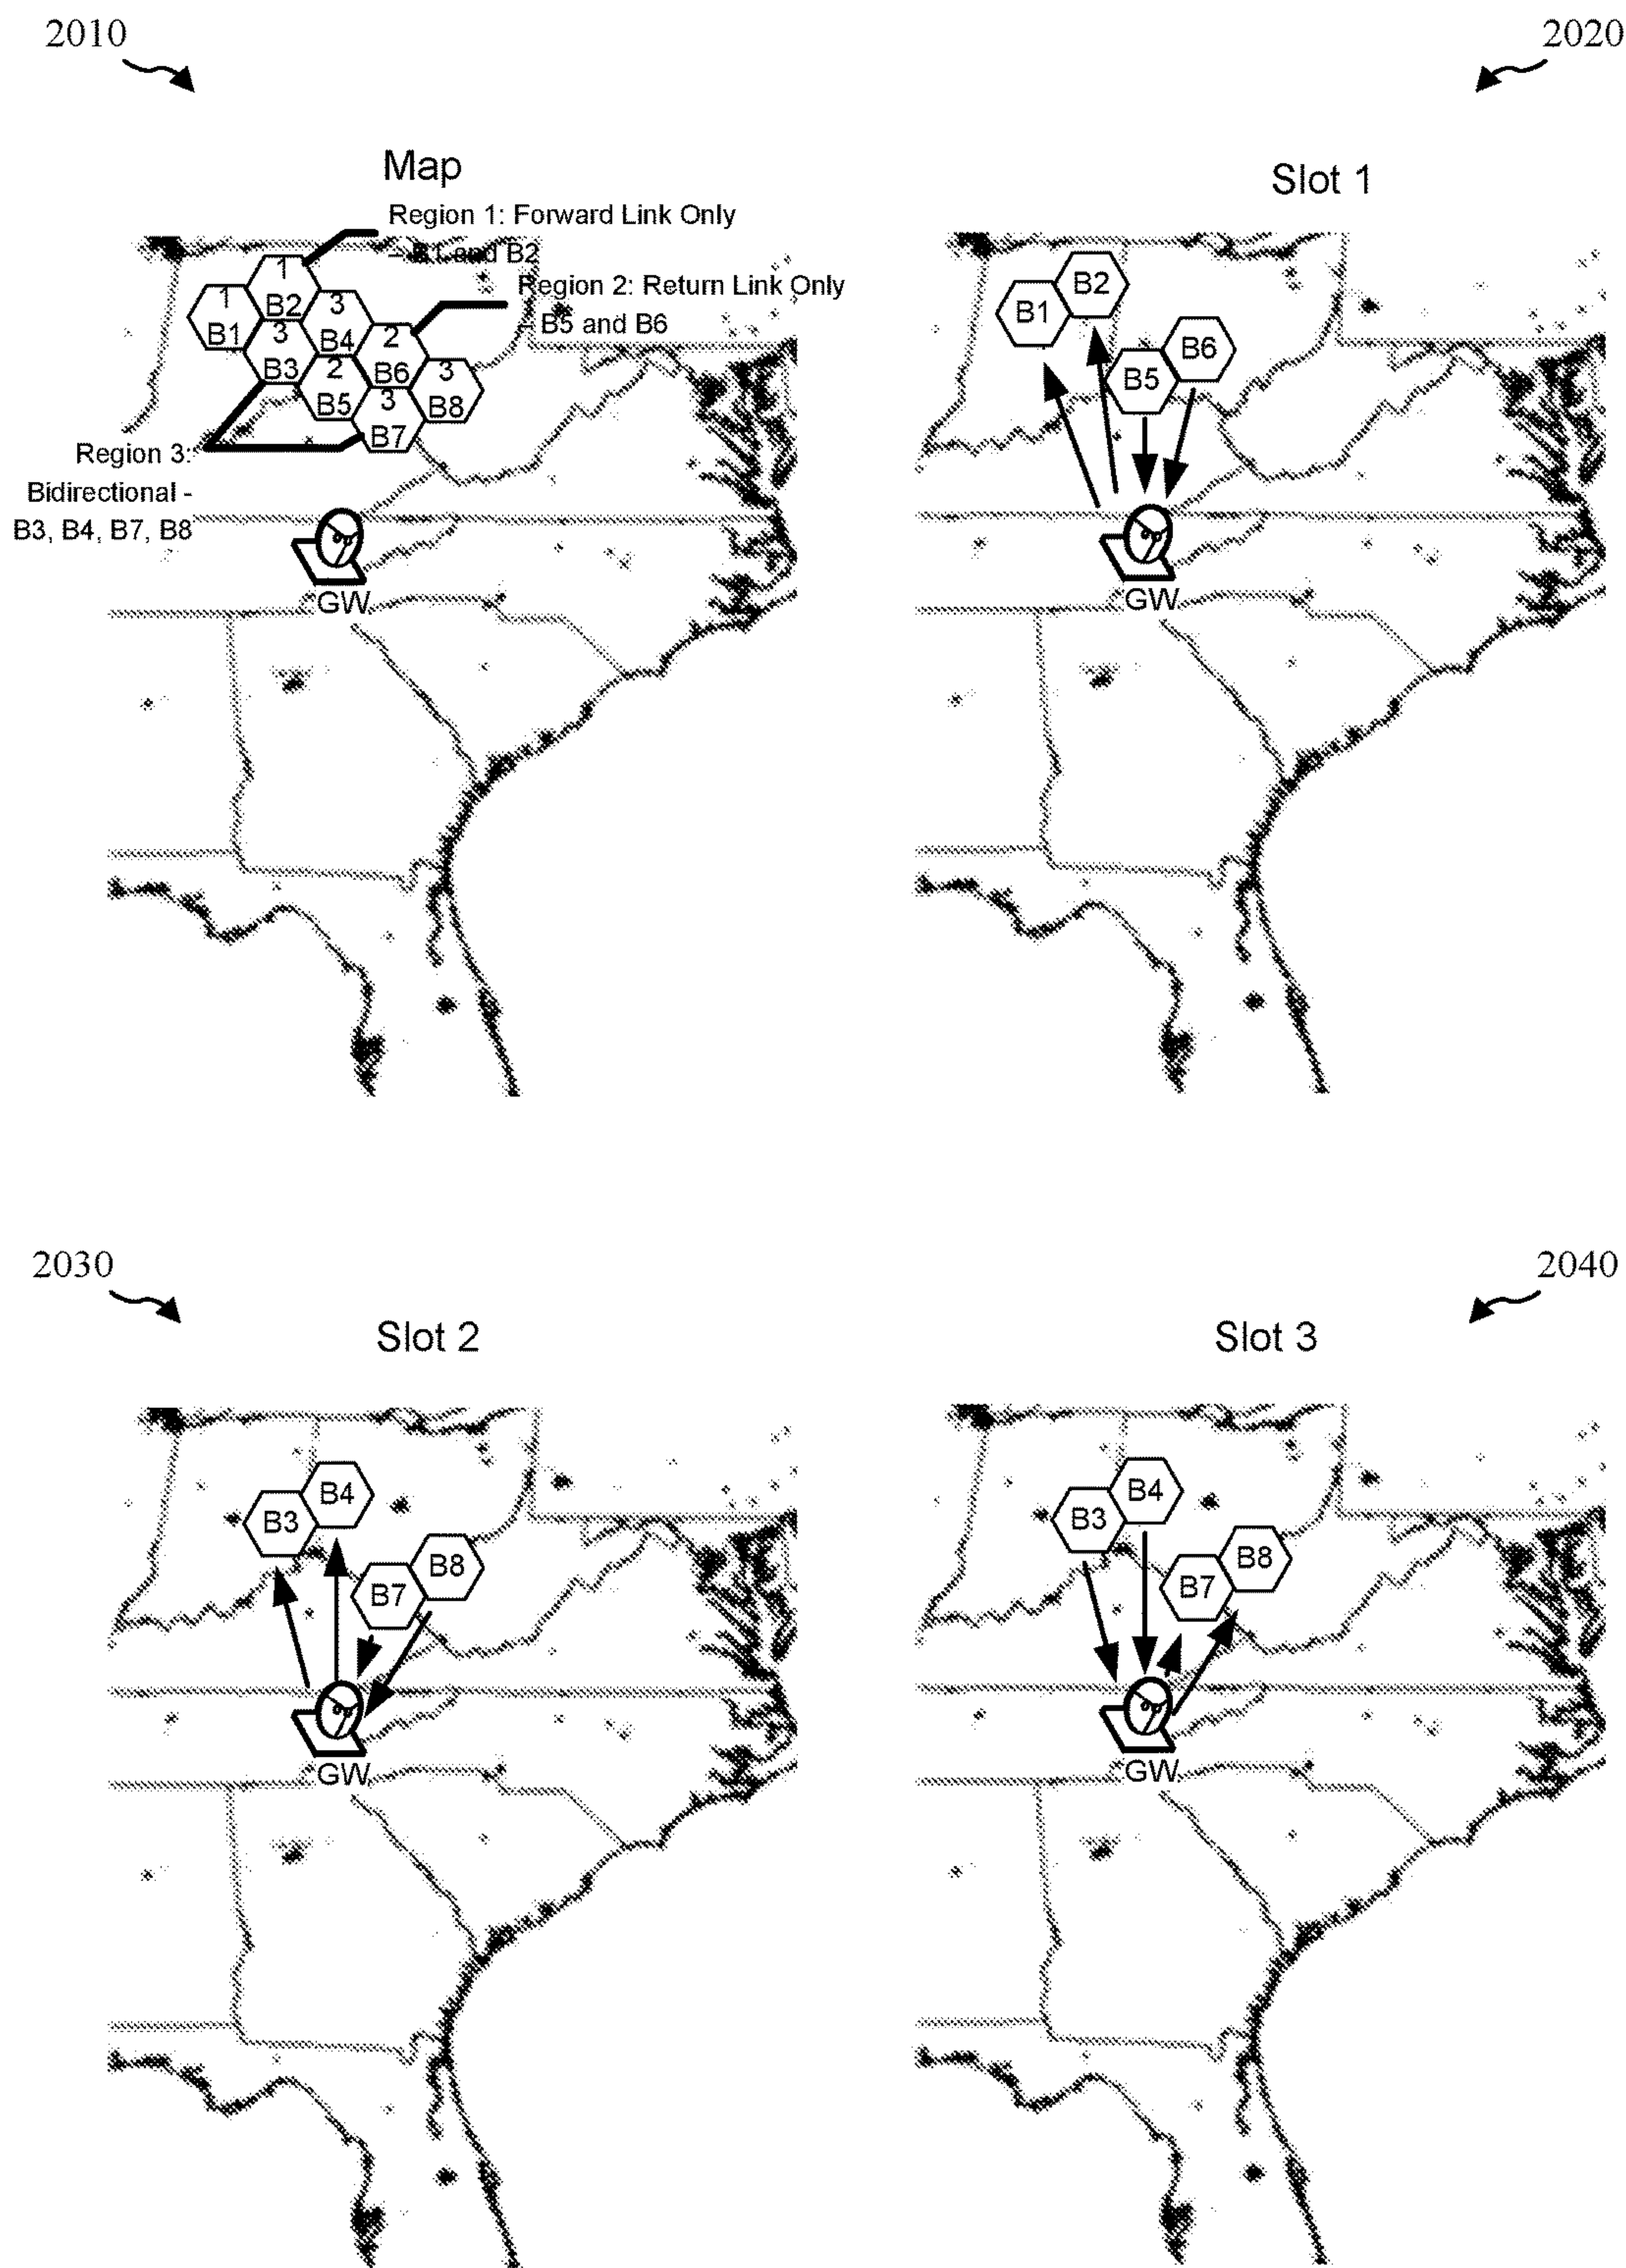 2010
2020
Map
Region 1: Forward Link Only
– B1 and B2
Region 2: Return Link Only
– B5 and B6
1
1
B2
B1
3
3
B4
2
B3
2
B6
3
B5
3
B8
B7
Region 3:
Bidirectional -
B3, B4, B7, B8
GW
Slot 1
B2
B1
B6
B5
GW
2030
2040
Slot 2
B4
B3
B8
B7
GW
Slot 3
B4
B3
B8
B7
GW